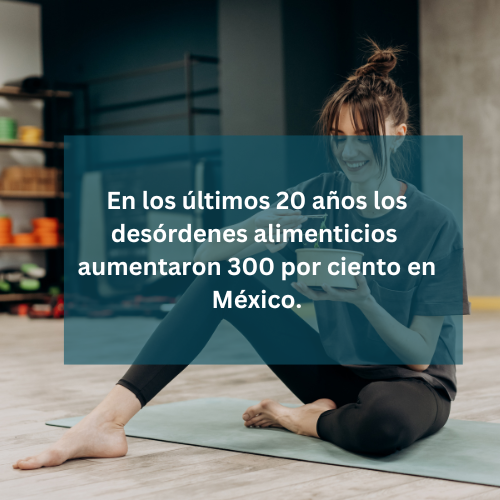 En los últimos 20 años los
desórdenes alimenticios
aumentaron 300 por ciento en
México.